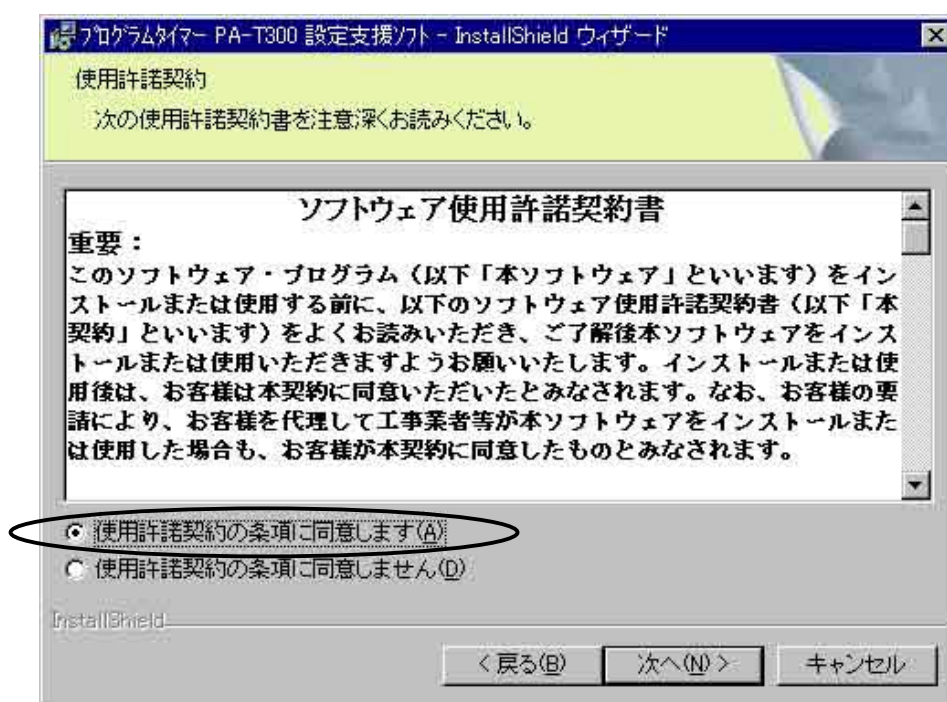 プログラムタイマー PA-T300 設定支援ソフト - InstallShield ウィザード
使用許諾契約
次の使用許諾契約書を注意深くお読みください。
ソフトウェア使用許諾契約書
重要：
このソフトウェア・プログラム（以下「本ソフトウェア」といいます）をイン
ストールまたは使用する前に、以下のソフトウェア使用許諾契約書（以下「本
契約」といいます）をよくお読みいただき、ご了解後本ソフトウェアをインス
トールまたは使用いただきますようお願いいたします。インストールまたは使
用後は、お客様は本契約に同意いただいたとみなされます。なお、お客様の要
請により、お客様を代理して工事業者等が本ソフトウェアをインストールまた
は使用した場合も、お客様が本契約に同意したものとみなされます。
使用許諾契約の条項に同意します(A)
使用許諾契約の条項に同意しません(D)
InstallShield
< 戻る(B)
次へ(N) >
キャンセル